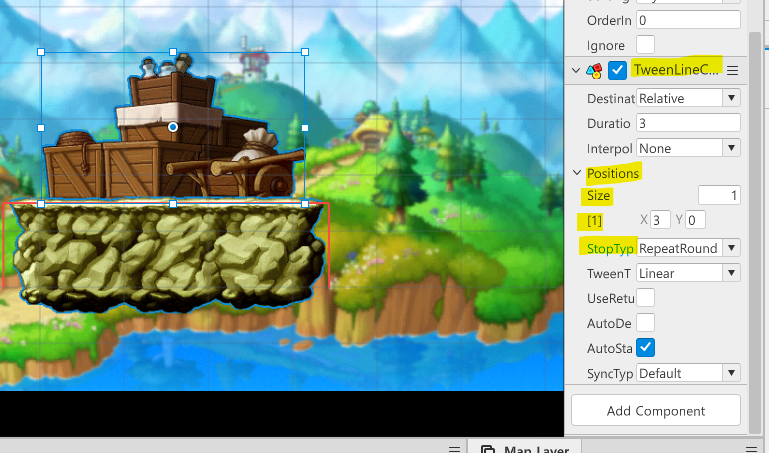 OrderIn 0
Ignore
TweenLineC...
Destinat Relative
Duratio 3
Interpol None
Positions
Size 1
[1] X 3 Y 0
StopTyp RepeatRound
TweenT Linear
UseRetu
AutoDe
AutoSta
SyncTyp Default
Add Component
Map Layer